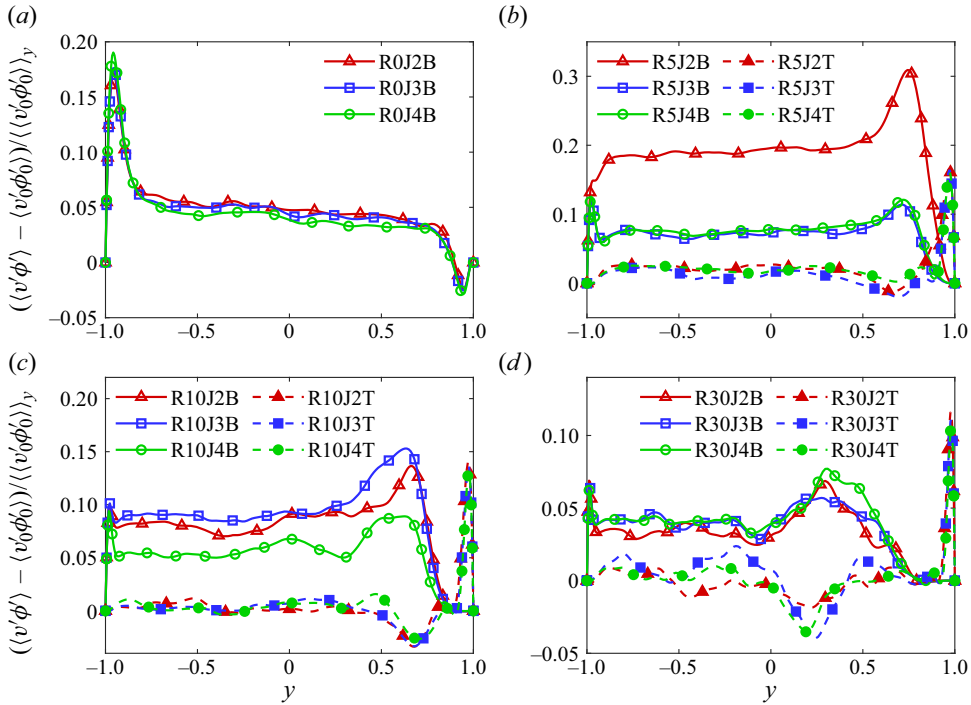 (a)
(b)
0.20
R0J2B
R0J3B
R0J4B
0.15
0.10
0.05
0
−0.05
−1.0 −0.5 0 0.5 1.0
(⟨v′ϕ′⟩ − ⟨v′₀ϕ′₀⟩)/⟨⟨v′₀ϕ′₀⟩⟩y
R5J2B R5J2T
R5J3B R5J3T
R5J4B R5J4T
0.3
0.2
0.1
0
−1.0 −0.5 0 0.5 1.0
(c)
(d)
0.20
R10J2B R10J2T
R10J3B R10J3T
R10J4B R10J4T
0.15
0.10
0.05
0
−1.0 −0.5 0 0.5 1.0
y
(⟨v′ϕ′⟩ − ⟨v′₀ϕ′₀⟩)/⟨⟨v′₀ϕ′₀⟩⟩y
R30J2B R30J2T
R30J3B R30J3T
R30J4B R30J4T
0.10
0.05
0
−0.05
−1.0 −0.5 0 0.5 1.0
y